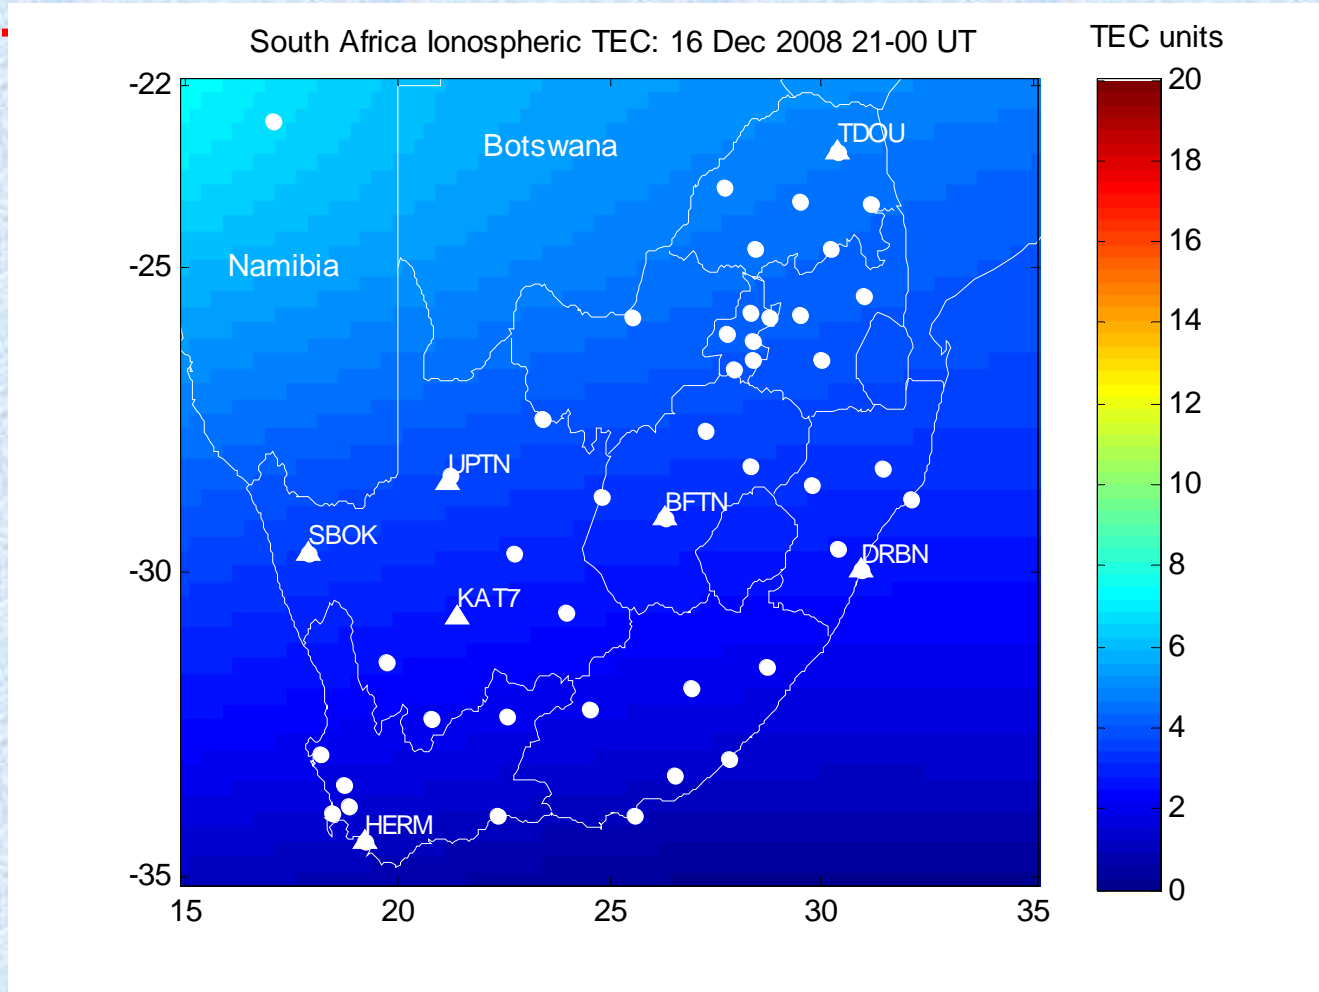 South Africa Ionospheric TEC: 16 Dec 2008 21-00 UT
TEC units
-22
-25
-30
-35
15
20
25
30
35
Botswana
Namibia
TDOU
UPTN
BFTN
SBOK
DRBN
KAT7
HERM
20
18
16
14
12
10
8
6
4
2
0